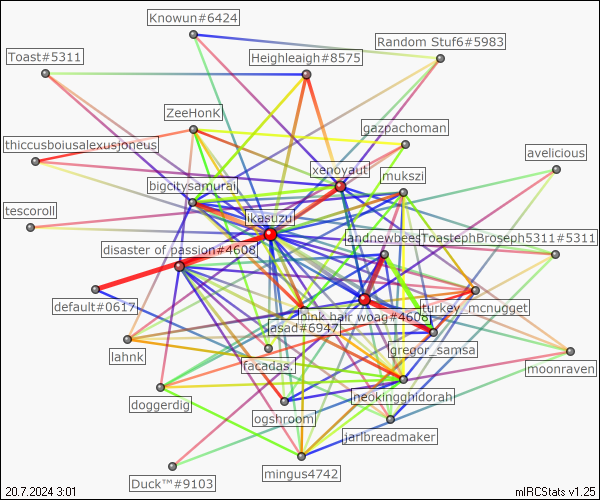 Knowun#6424
Random Stuf6#5983
Toast#5311
Heighleaigh#8575
ZeeHonK
gazpachoman
thiccusboiusalexusjoneus
avelicious
xenoyaut
mukszi
bigcitysamurai
tescoroll
ikasuzu
landnewbees
ToastephBroseph5311#5311
disaster of passion#4608
default#0617
turkey_mcnugget
pink hair woag#4608
asad#6947
gregor_samsa
lahnk
facadas.
moonraven
doggerdig
neokingghidorah
ogshroom
jarlbreadmaker
mingus4742
Duck™#9103
20.7.2024 3:01
mIRCStats v1.25